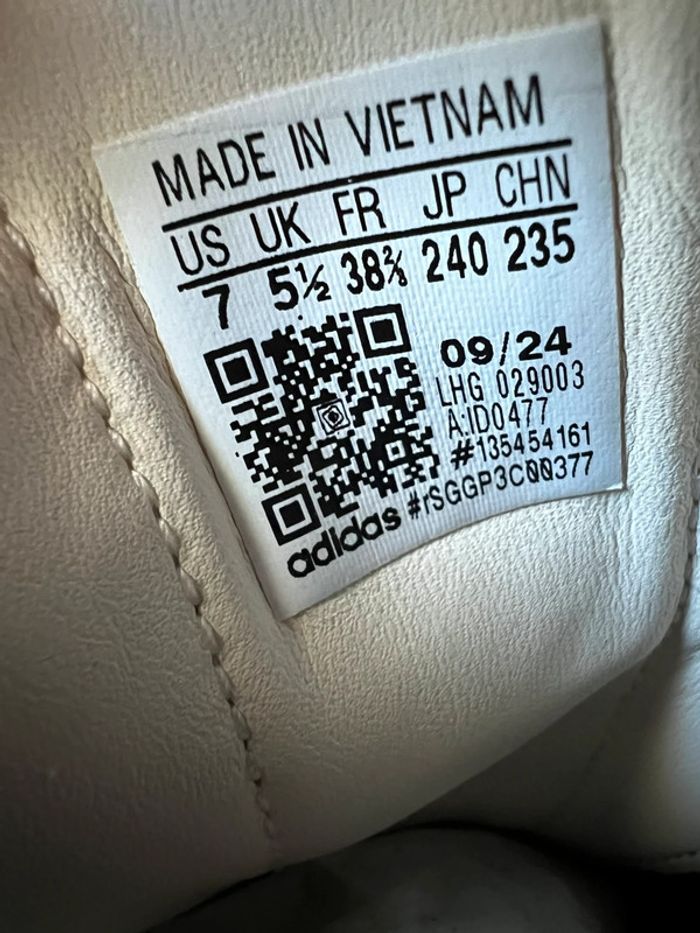 MADE IN VIETNAM
US UK FR JP CHN
7 5½ 38⅔ 240 235
09/24
LHG 029003
A:ID0477
#135454161
adidas #rSGGP3C00377